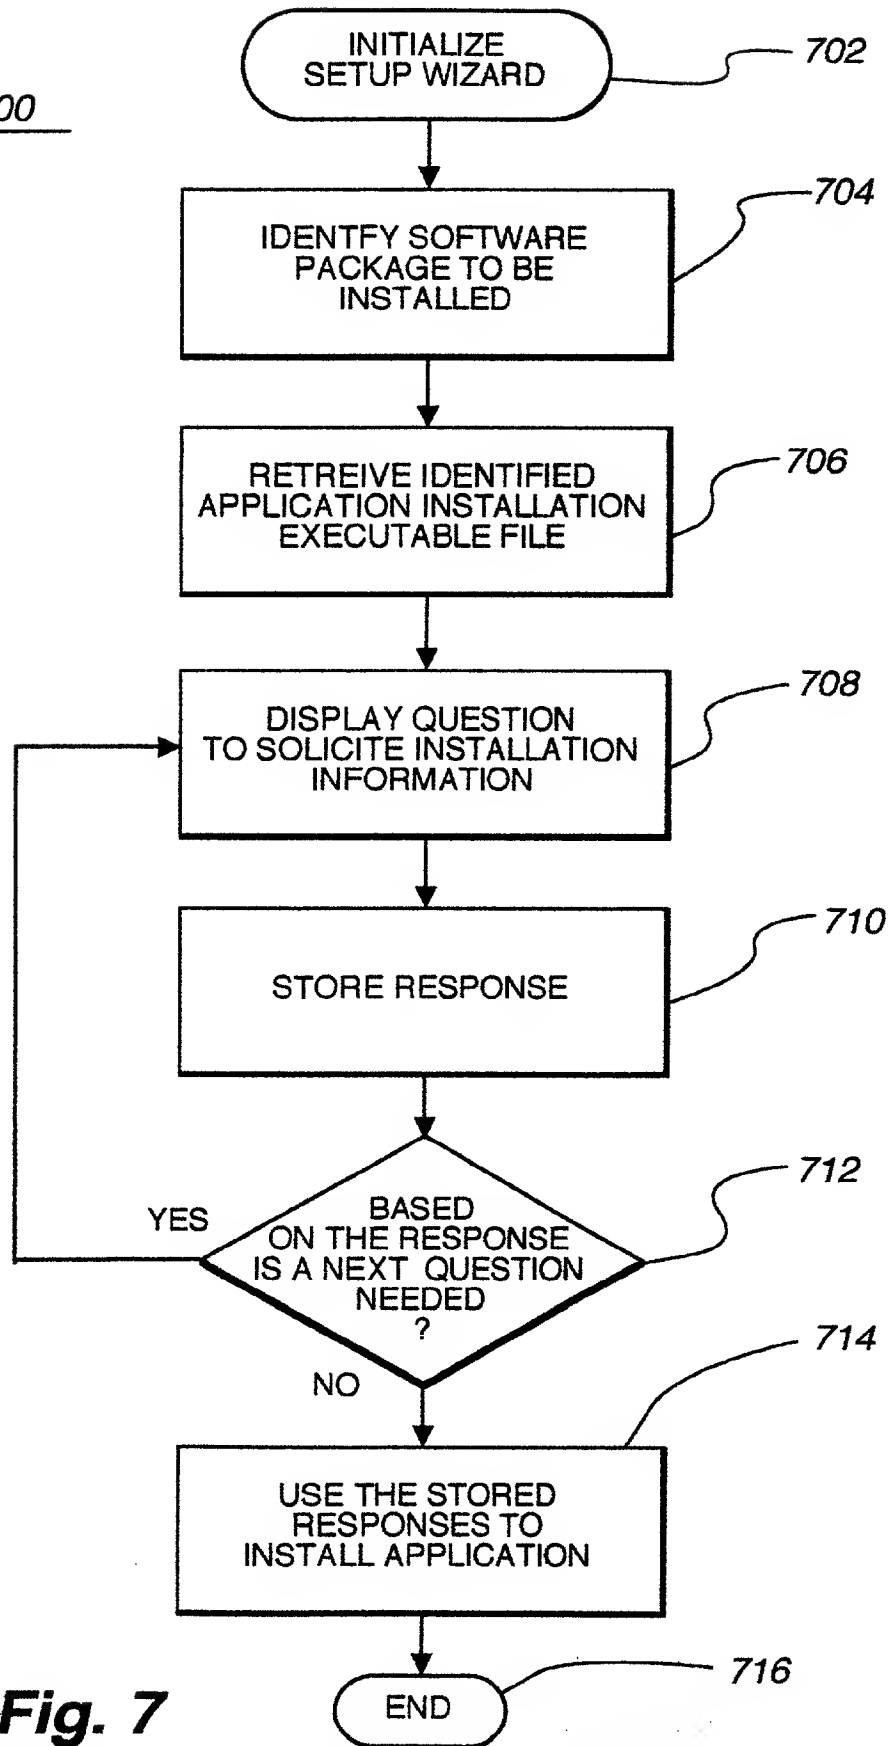 00
INITIALIZE
SETUP WIZARD
702
IDENTFY SOFTWARE
PACKAGE TO BE
INSTALLED
704
RETREIVE IDENTIFIED
APPLICATION INSTALLATION
EXECUTABLE FILE
706
DISPLAY QUESTION
TO SOLICITE INSTALLATION
INFORMATION
708
STORE RESPONSE
710
BASED
ON THE RESPONSE
IS A NEXT QUESTION
NEEDED
?
712
YES
NO
USE THE STORED
RESPONSES TO
INSTALL APPLICATION
714
END
716
Fig. 7